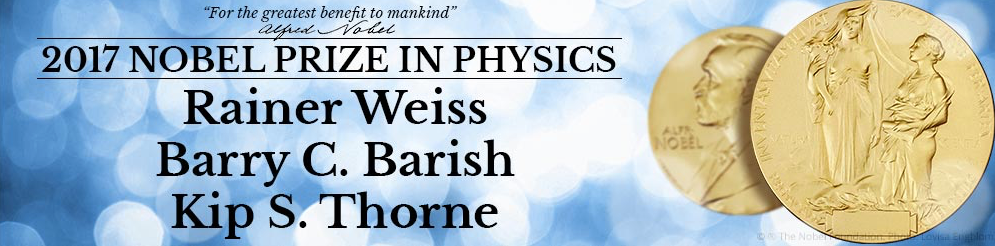 “For the greatest benefit to mankind”
Alfred Nobel
2017 NOBEL PRIZE IN PHYSICS
Rainer Weiss
Barry C. Barish
Kip S. Thorne
ALFR
NOBEL
© ® The Nobel Foundation. Photo: Lovisa Engblom